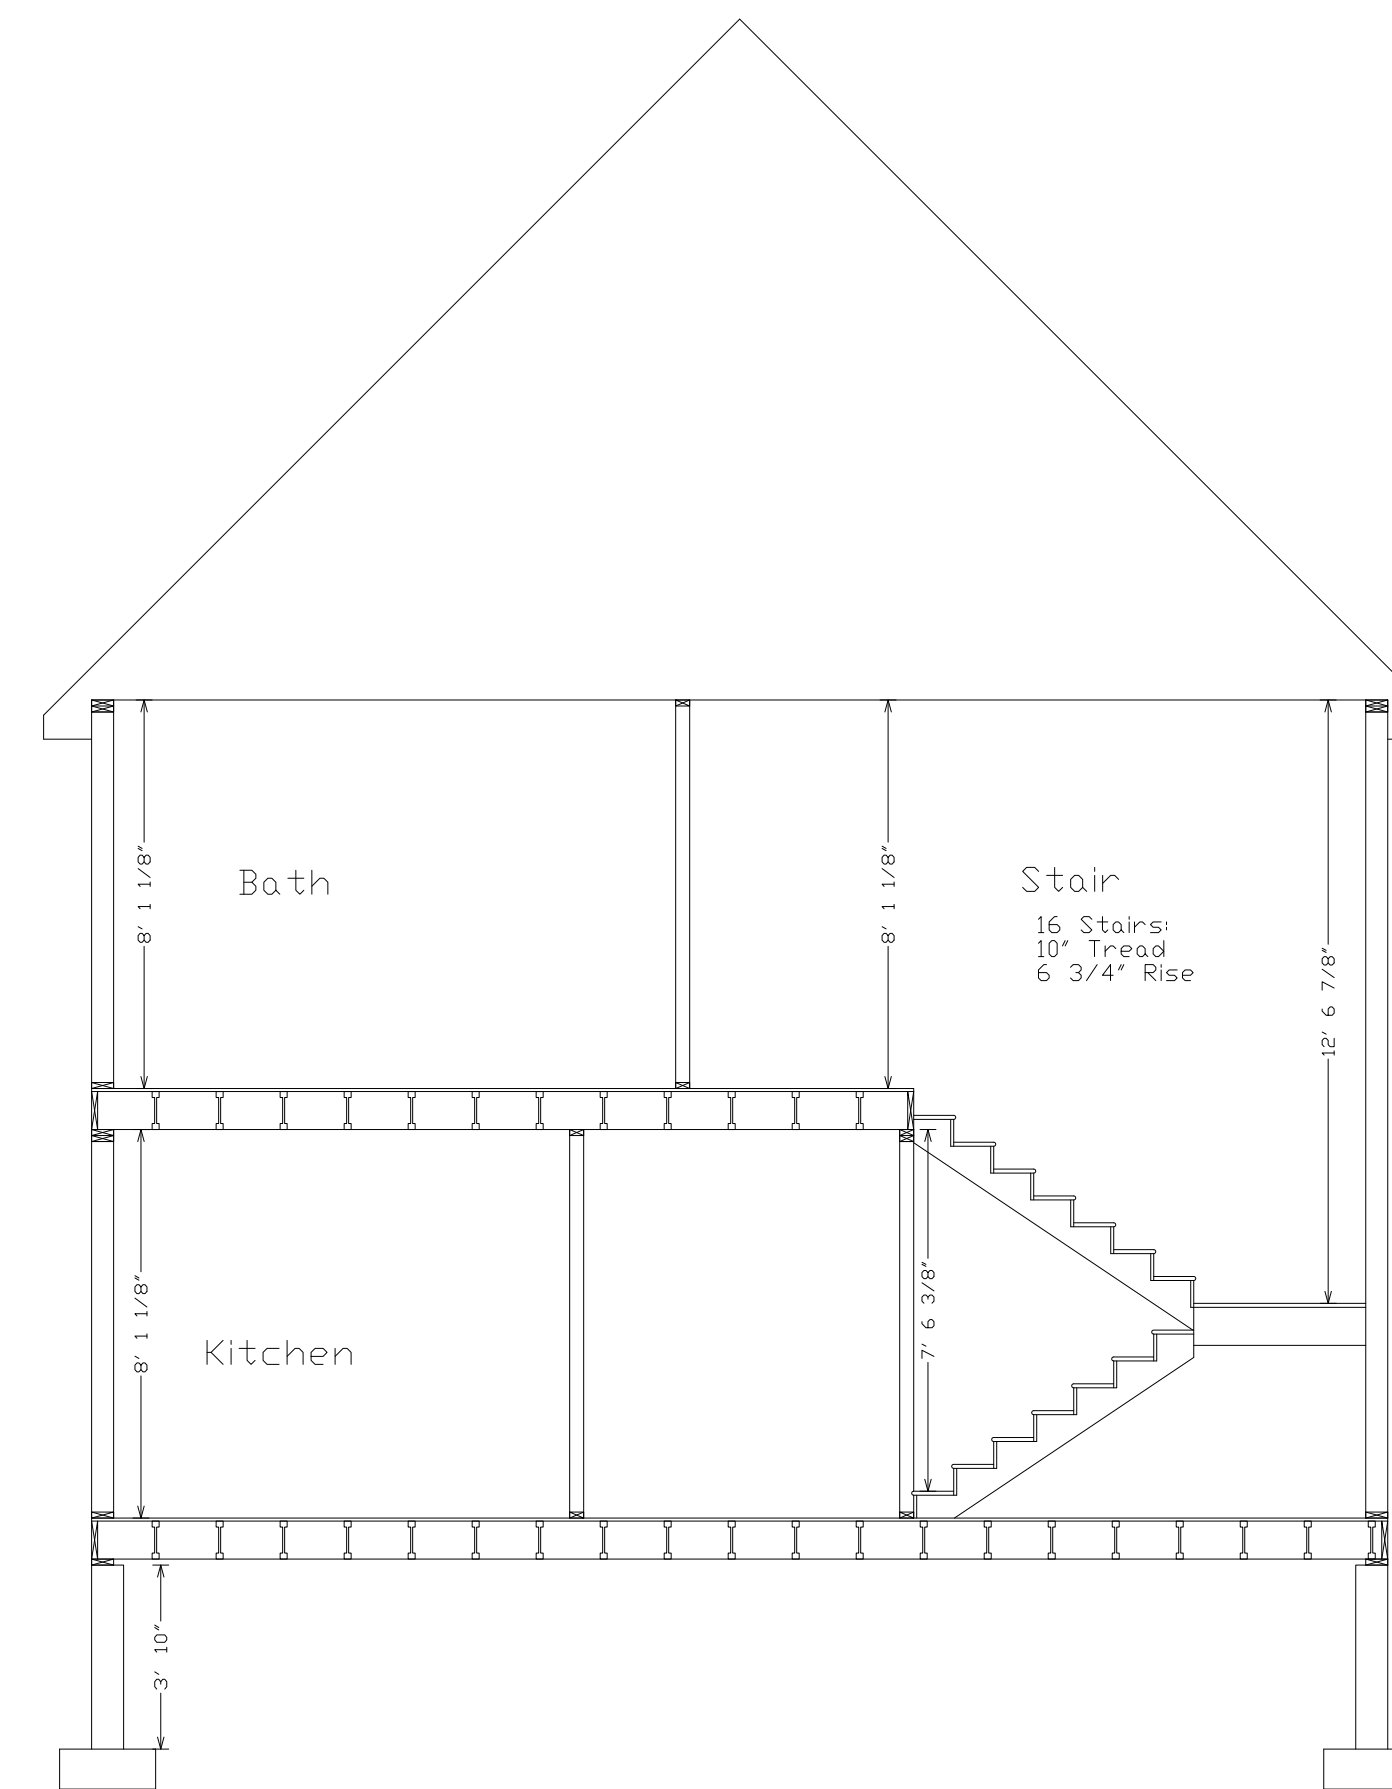 8' 1 1/8"
Bath
8' 1 1/8"
Stair
16 Stairs:
10" Tread
6 3/4" Rise
12' 6 7/8"
8' 1 1/8"
Kitchen
7' 6 3/8"
3' 10"